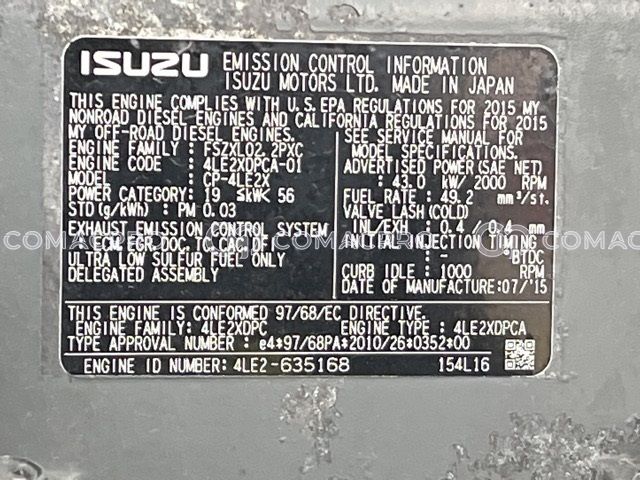 ISUZU EMISSION CONTROL INFORMATION
ISUZU MOTORS LTD. MADE IN JAPAN
THIS ENGINE COMPLIES WITH U.S.EPA REGULATIONS FOR 2015 MY
NONROAD DIESEL ENGINES AND CALIFORNIA REGULATIONS FOR 2015
MY OFF-ROAD DIESEL ENGINES.
ENGINE FAMILY : FSZXL02.2PXC
ENGINE CODE : 4LE2XDPCA-01
MODEL : CP-4LE2X
POWER CATEGORY: 19 ≤kW< 56
STD (g/kWh) : PM 0.03
EXHAUST EMISSION CONTROL SYSTEM
: ECM,EGR,DOC,TC,CAC,DFI
ULTRA LOW SULFUR FUEL ONLY
DELEGATED ASSEMBLY
SEE SERVICE MANUAL FOR
MODEL SPECIFICATIONS.
ADVERTISED POWER(SAE NET)
: 43.0 kW/2000 RPM
FUEL RATE : 49.2 mm³/st.
VALVE LASH(COLD)
INL/EXH : 0.4 / 0.4 mm
INITIAL INJECTION TIMING
: - °BTDC
CURB IDLE : 1000 RPM
DATE OF MANUFACTURE:07/'15
THIS ENGINE IS CONFORMED 97/68/EC DIRECTIVE.
ENGINE FAMILY: 4LE2XDPC ENGINE TYPE : 4LE2XDPCA
TYPE APPROVAL NUMBER : e4*97/68PA*2010/26*0352*00
ENGINE ID NUMBER: 4LE2-635168 154L16